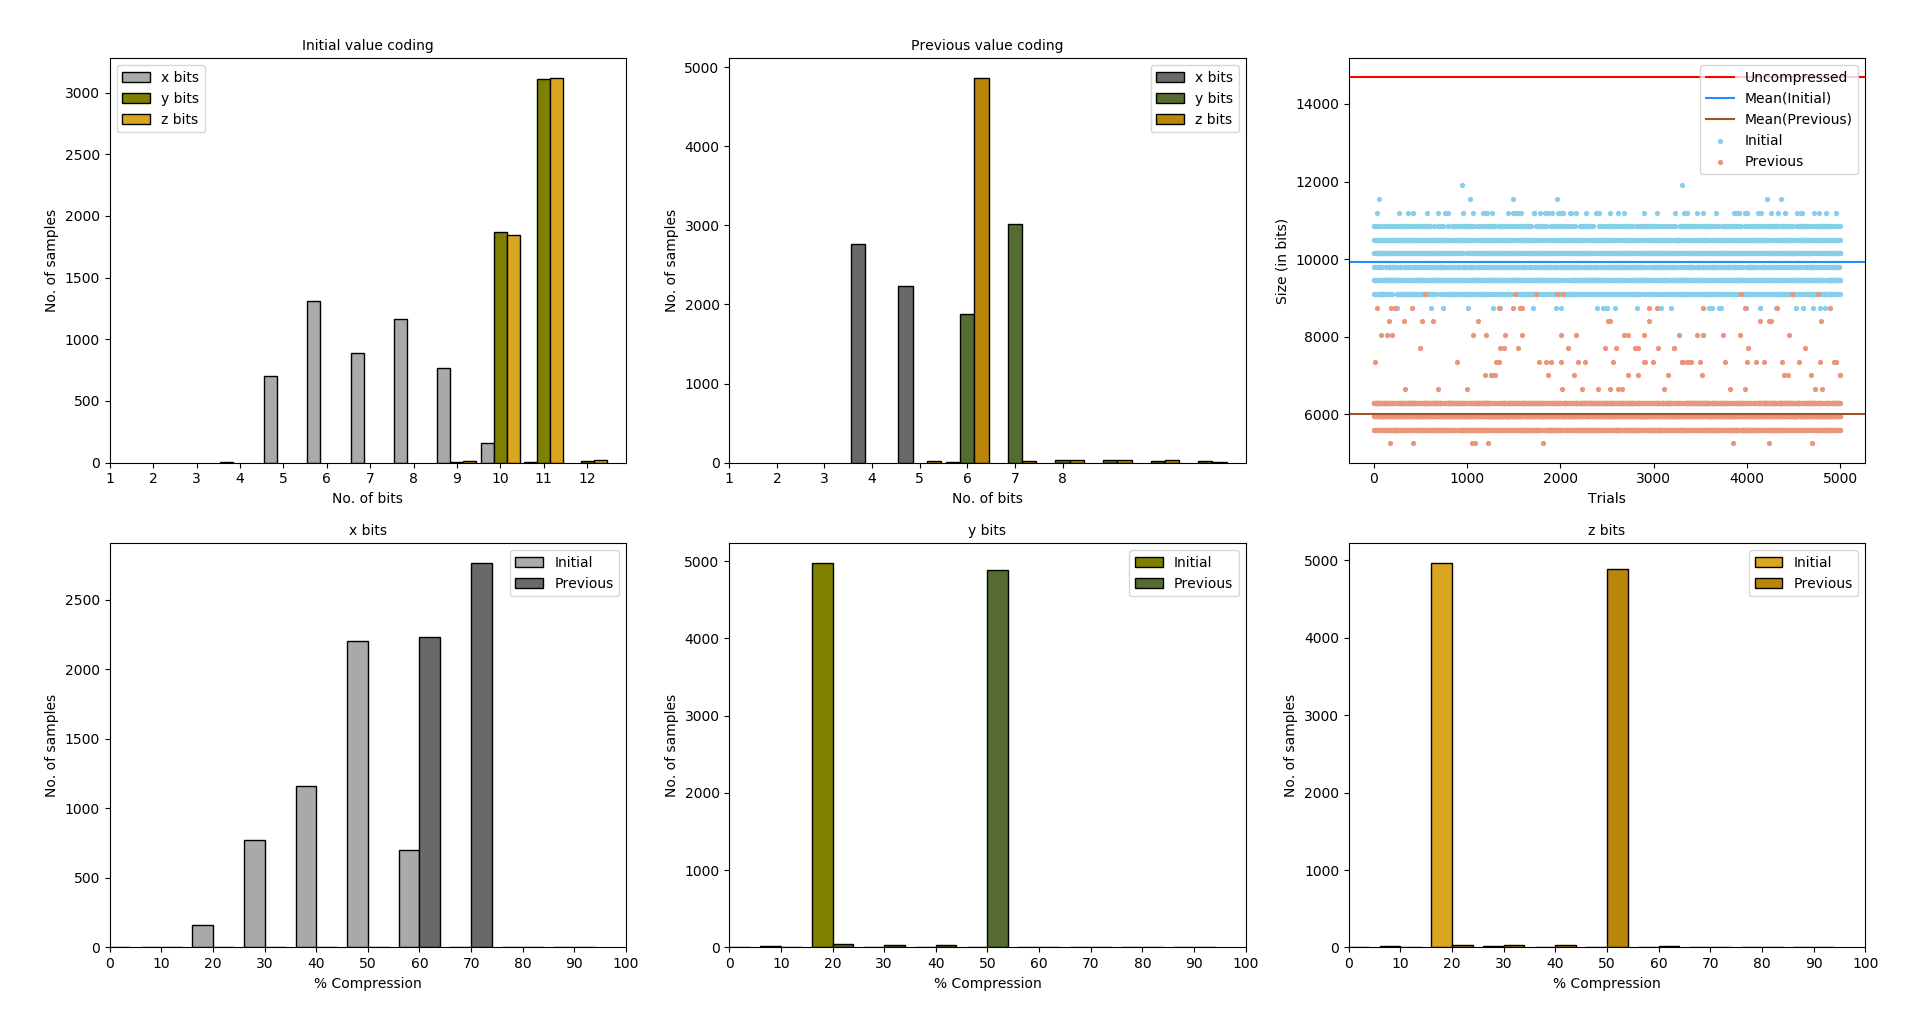 Initial value coding
x bits
y bits
z bits
3000
2500
2000
1500
1000
500
0
No. of samples
1 2 3 4 5 6 7 8 9 10 11 12
No. of bits
Previous value coding
x bits
y bits
z bits
5000
4000
3000
2000
1000
0
No. of samples
1 2 3 4 5 6 7 8
No. of bits
Uncompressed
Mean(Initial)
Mean(Previous)
Initial
Previous
14000
12000
10000
8000
6000
Size (in bits)
0 1000 2000 3000 4000 5000
Trials
x bits
Initial
Previous
2500
2000
1500
1000
500
0
No. of samples
0 10 20 30 40 50 60 70 80 90 100
% Compression
y bits
Initial
Previous
5000
4000
3000
2000
1000
0
No. of samples
0 10 20 30 40 50 60 70 80 90 100
% Compression
z bits
Initial
Previous
5000
4000
3000
2000
1000
0
No. of samples
0 10 20 30 40 50 60 70 80 90 100
% Compression